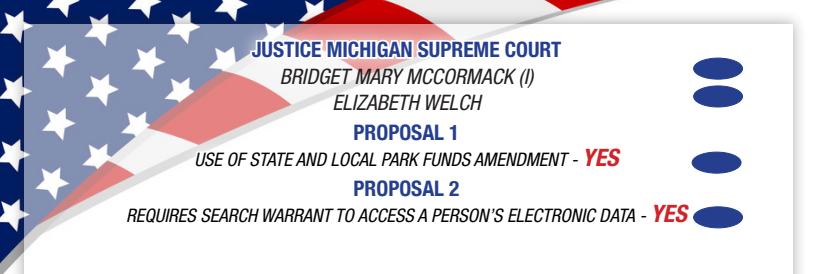 JUSTICE MICHIGAN SUPREME COURT
BRIDGET MARY MCCORMACK (I)
ELIZABETH WELCH
PROPOSAL 1
USE OF STATE AND LOCAL PARK FUNDS AMENDMENT - YES
PROPOSAL 2
REQUIRES SEARCH WARRANT TO ACCESS A PERSON'S ELECTRONIC DATA - YES